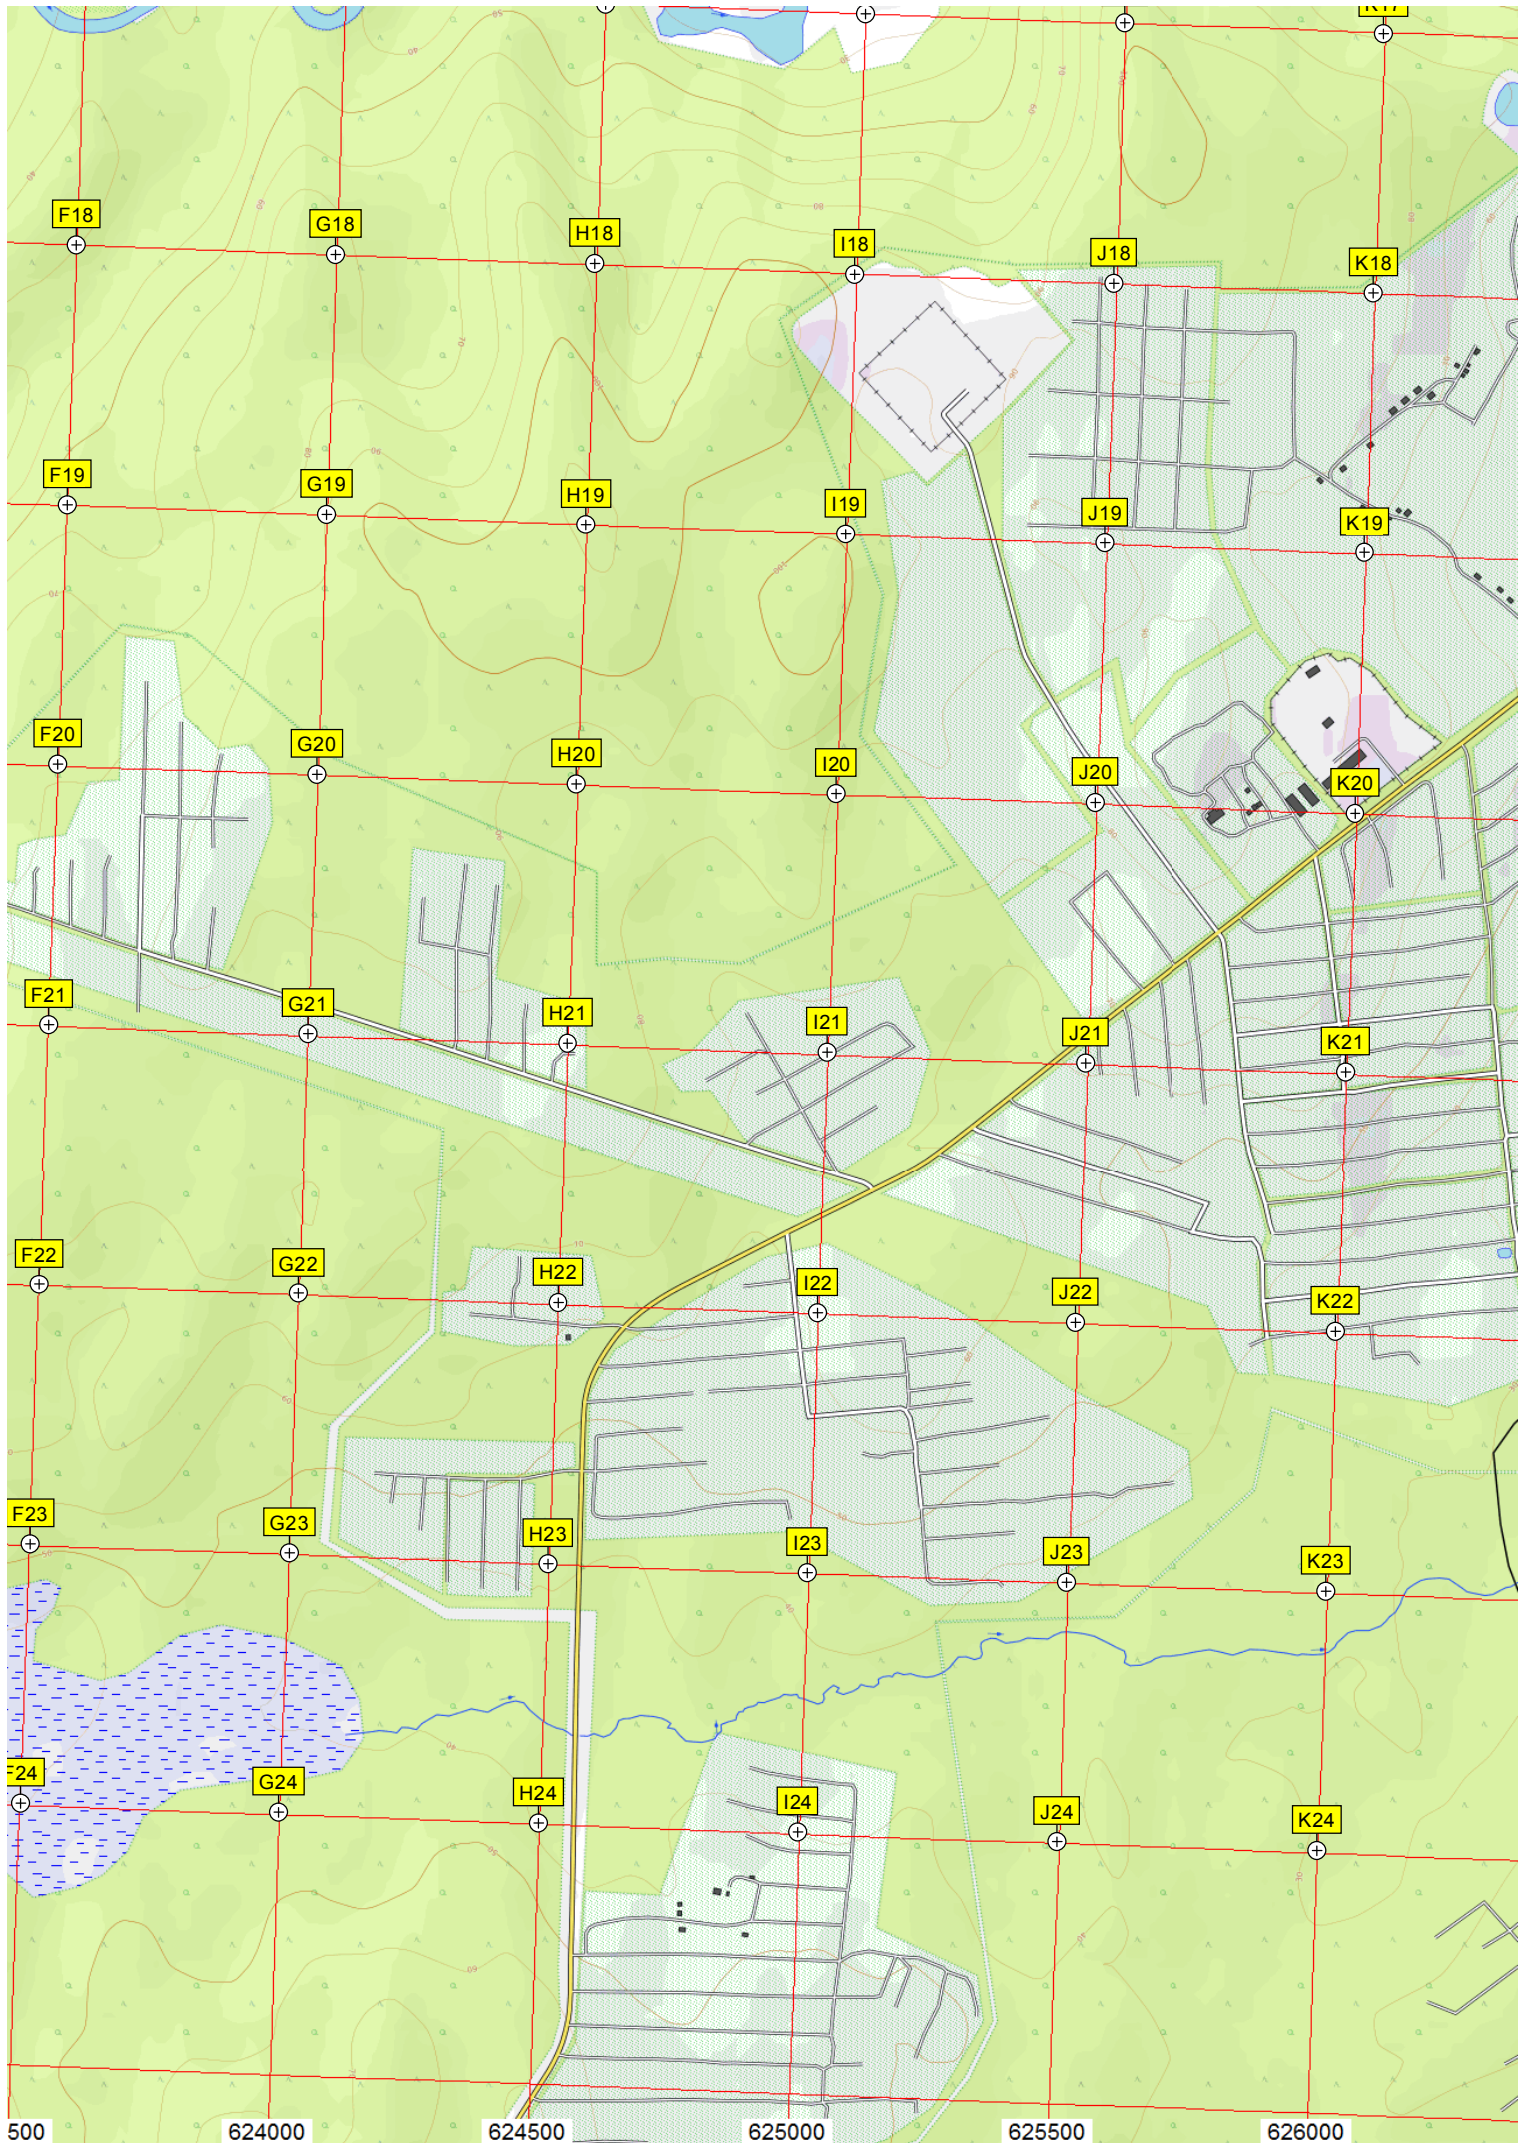 K17
F18 G18 H18 I18 J18 K18
F19 G19 H19 I19 J19 K19
F20 G20 H20 I20 J20 K20
F21 G21 H21 I21 J21 K21
F22 G22 H22 I22 J22 K22
F23 G23 H23 I23 J23 K23
F24 G24 H24 I24 J24 K24
500 624000 624500 625000 625500 626000